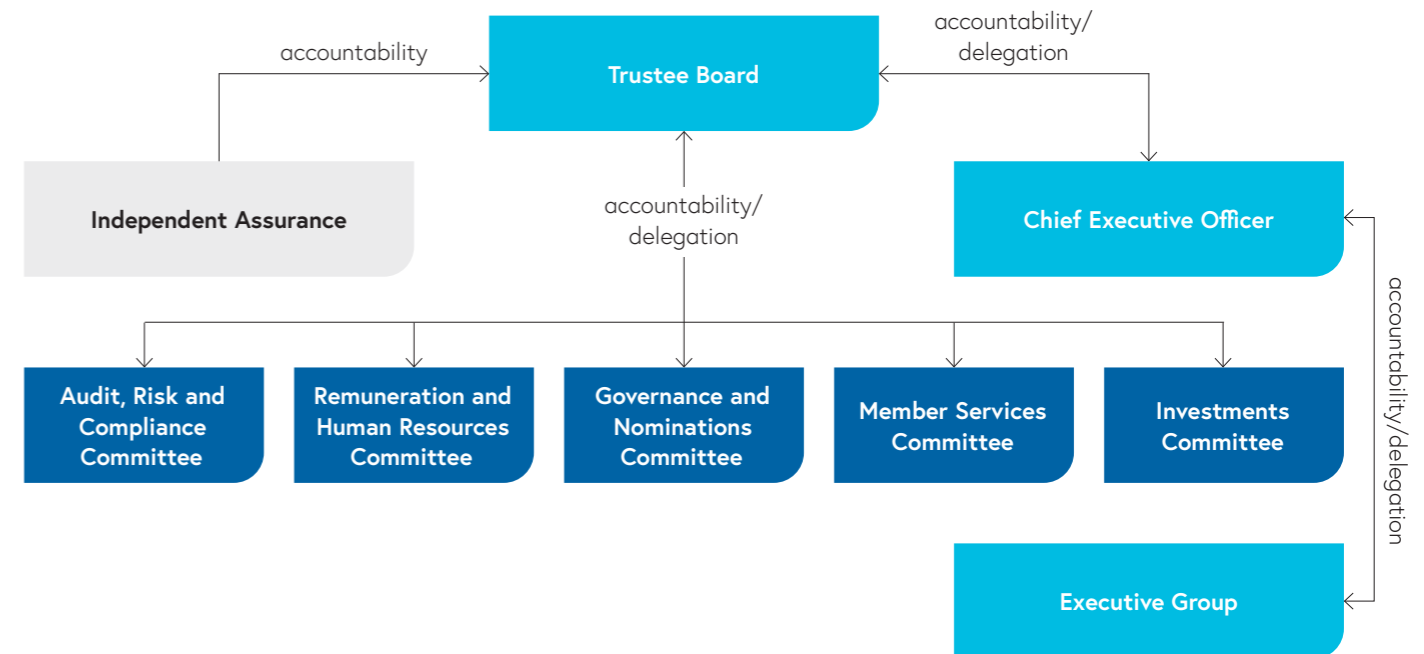 accountability
Trustee Board
accountability/
delegation
Independent Assurance
accountability/
delegation
Chief Executive Officer
accountability/delegation
Audit, Risk and
Compliance
Committee
Remuneration and
Human Resources
Committee
Governance and
Nominations
Committee
Member Services
Committee
Investments
Committee
Executive Group